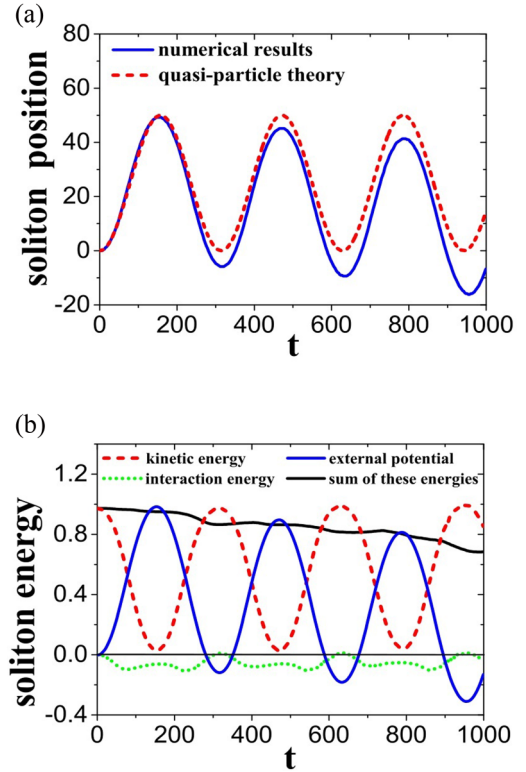 (a)
80
60
40
20
0
-20
soliton position
numerical results
quasi-particle theory
0 200 400 600 800 1000
t
(b)
1.2
0.8
0.4
0.0
-0.4
soliton energy
kinetic energy external potential
interaction energy sum of these energies
0 200 400 600 800 1000
t